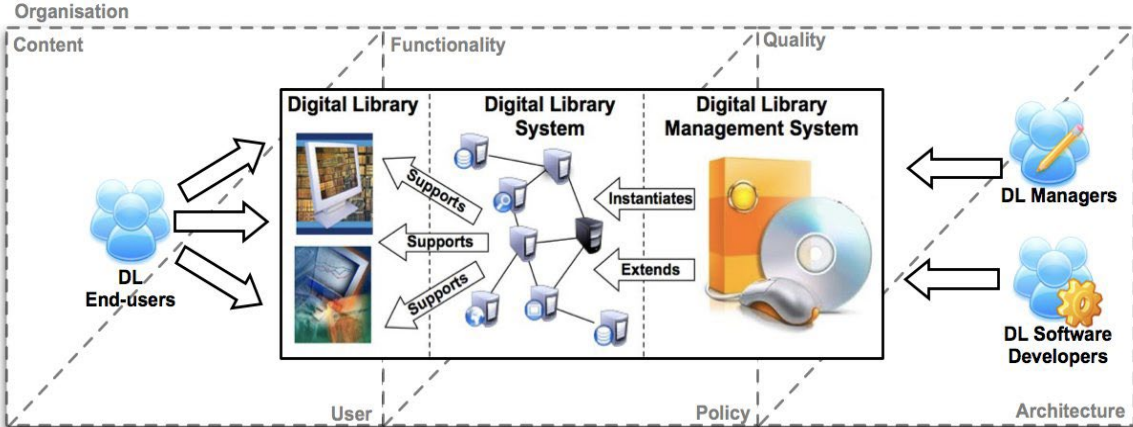 Organisation
Content
Functionality
Quality
Digital Library
Digital Library
System
Digital Library
Management System
Supports
Supports
Supports
Instantiates
Extends
DL
End-users
DL Managers
DL Software
Developers
User
Policy
Architecture